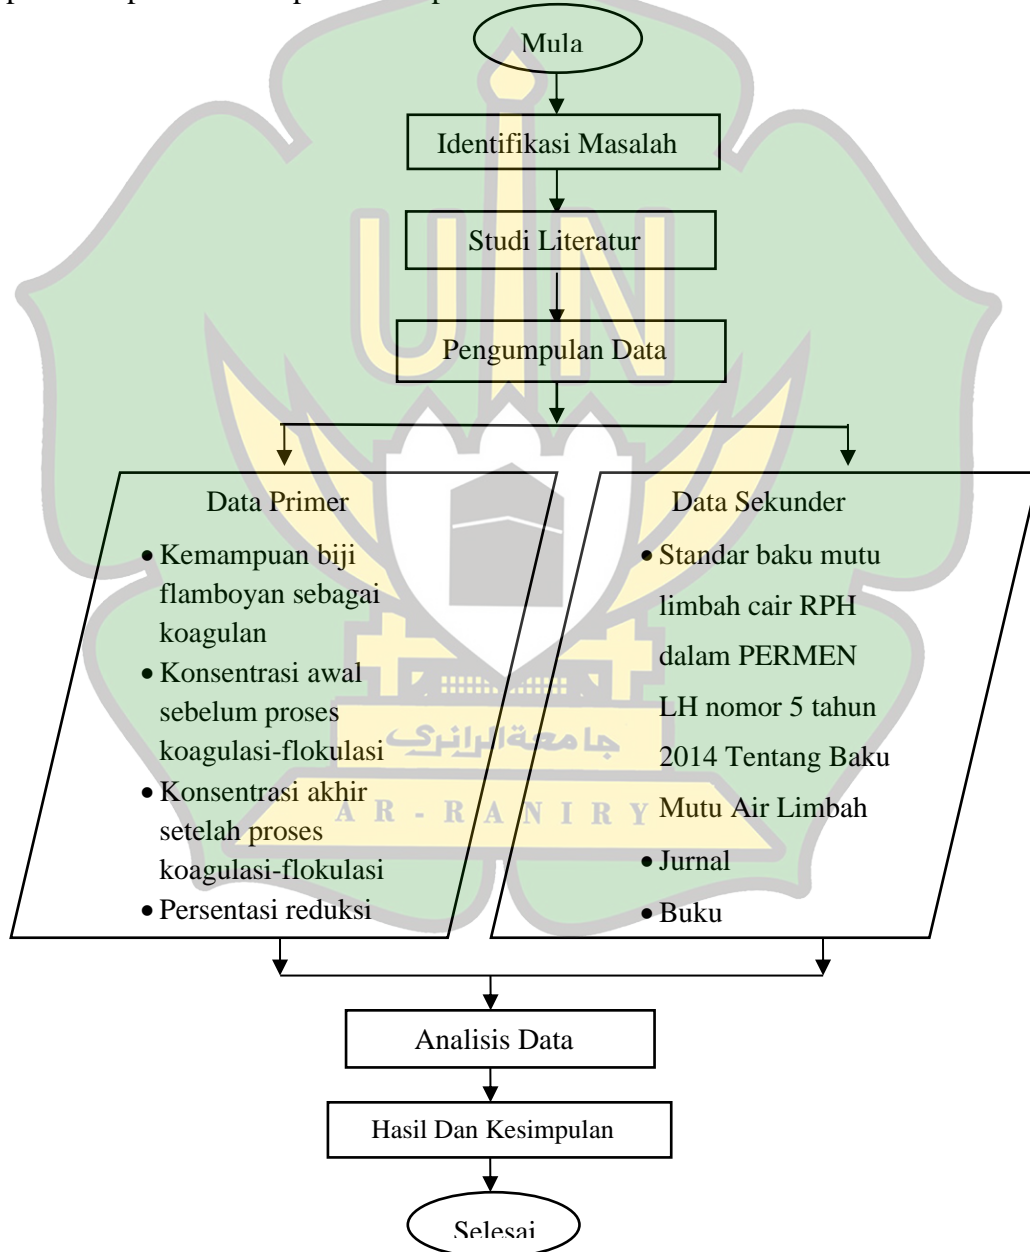 Mula
Identifikasi Masalah
Studi Literatur
UIN
Pengumpulan Data
Data Primer
• Kemampuan biji
flamboyan sebagai
koagulan
• Konsentrasi awal
sebelum proses
koagulasi-flokulasi
• Konsentrasi akhir
setelah proses
koagulasi-flokulasi
• Persentasi reduksi
Data Sekunder
• Standar baku mutu
limbah cair RPH
dalam PERMEN
LH nomor 5 tahun
2014 Tentang Baku
Mutu Air Limbah
• Jurnal
• Buku
جامعة الرانري
AR-RANIRY
Analisis Data
Hasil Dan Kesimpulan
Selesai